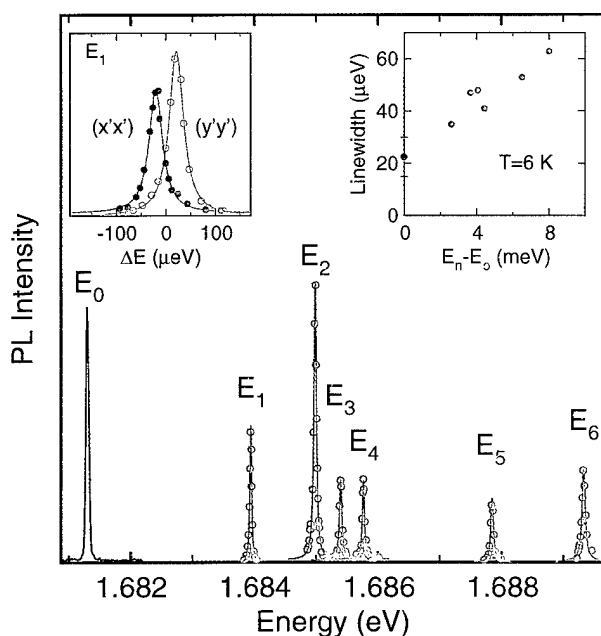 E₁
(x'x')
(y'y')
-100
0
100
ΔE (μeV)
Linewidth (μeV)
60
40
20
0
T=6 K
0
4
8
Eₙ-Eₒ (meV)
PL Intensity
E₀
E₁
E₂
E₃
E₄
E₅
E₆
1.682
1.684
1.686
1.688
Energy (eV)